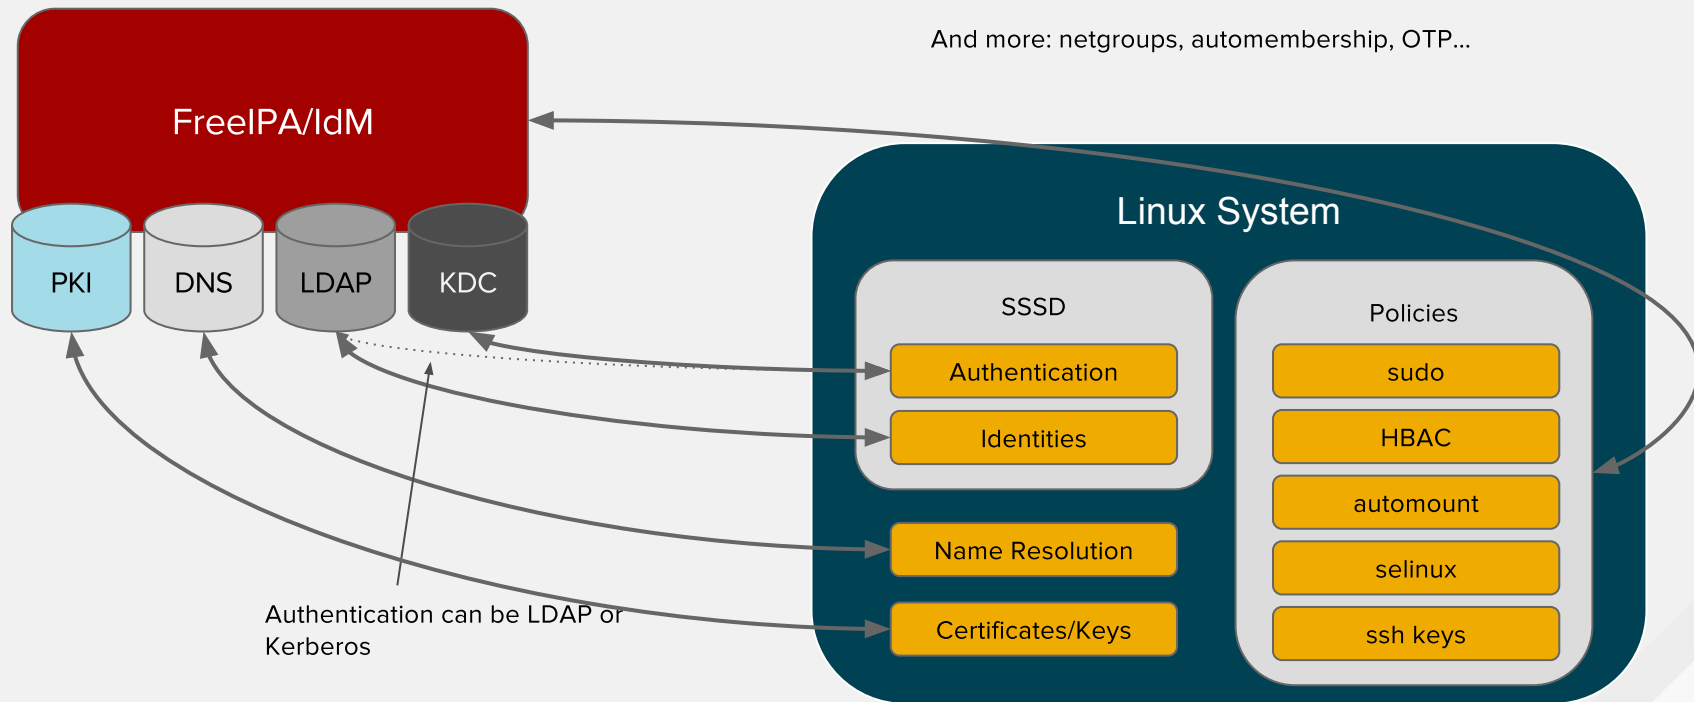 And more: netgroups, automembership, OTP...
FreeIPA/IdM
PKI
DNS
LDAP
KDC
Linux System
SSSD
Authentication
Identities
Name Resolution
Certificates/Keys
Policies
sudo
HBAC
automount
selinux
ssh keys
Authentication can be LDAP or
Kerberos